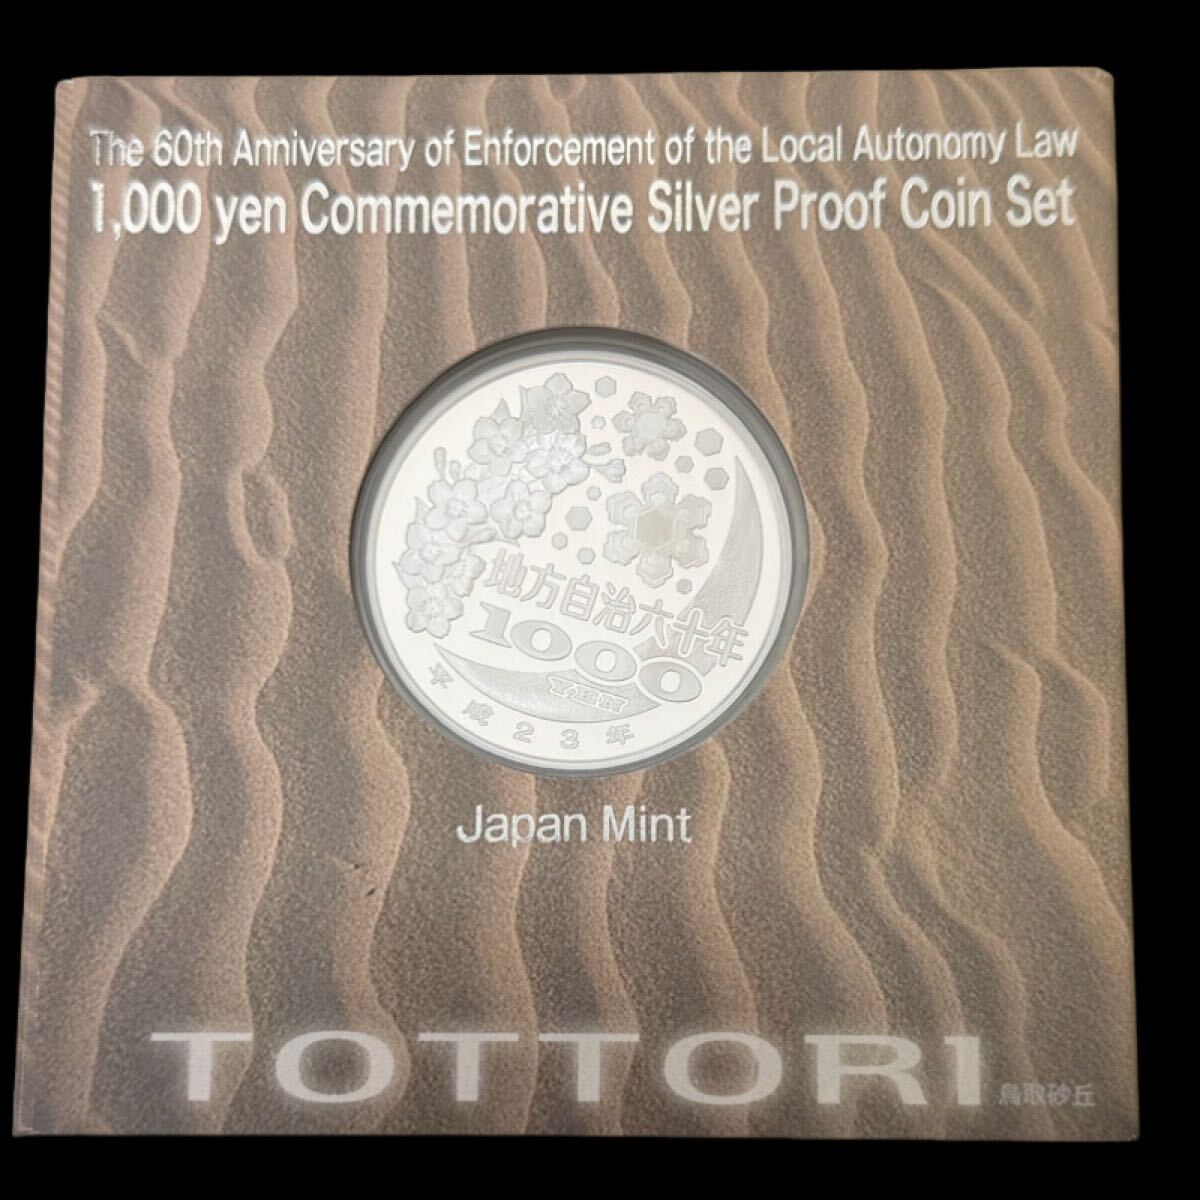 The 60th Anniversary of Enforcement of the Local Autonomy Law
1,000 yen Commemorative Silver Proof Coin Set
地方自治六十年
1000
YEN
平成23年
Japan Mint
TOTTORI
鳥取砂丘